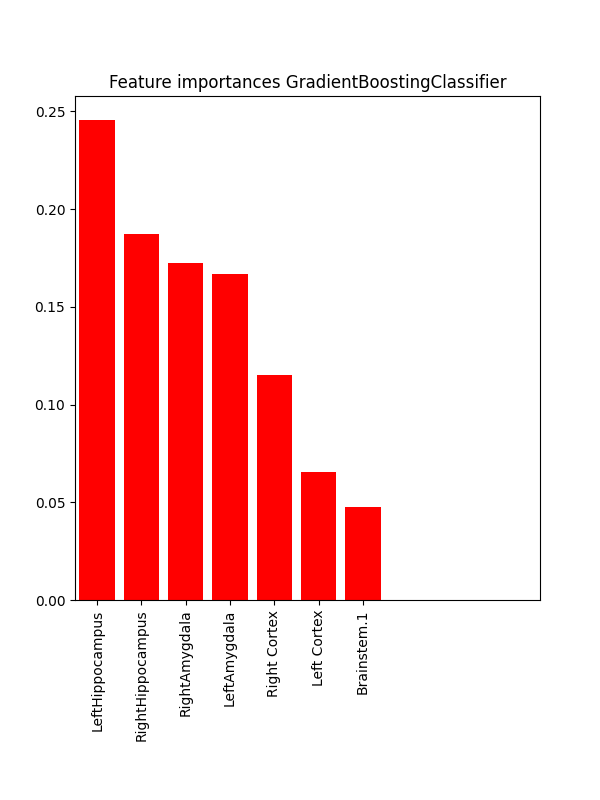 Feature importances GradientBoostingClassifier
0.25
0.20
0.15
0.10
0.05
0.00
LeftHippocampus
RightHippocampus
RightAmygdala
LeftAmygdala
Right Cortex
Left Cortex
Brainstem.1